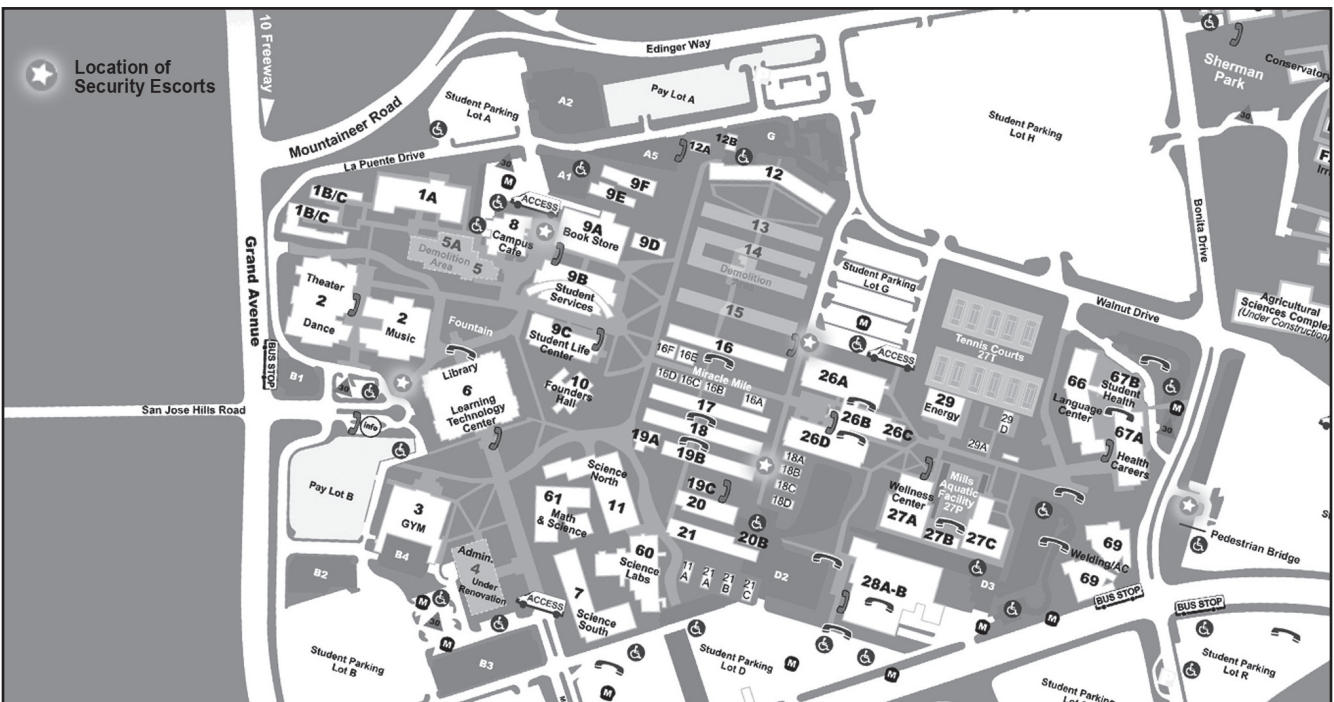 Location of
Security Escorts
10 Freeway
Edinger Way
Mountaineer Road
La Puente Drive
Student Parking
Lot A
A2
Pay Lot A
Student Parking
Lot H
Sherman
Park
Conservatory
30
G
12A
12B
A5
A1
30
M
ACCESS
1B/C
1B/C
1A
9F
9E
12
8
Campus
Cafe
9A
Book Store
9D
5A
Demolition
Area
5
13
14
Demolition
15
Grand Avenue
Bonita Drive
Theater
2
Dance
2
Music
9B
Student
Services
Fountain
9C
Student Life
Center
Student Parking
Lot G
M
ACCESS
Walnut Drive
Agricultural
Sciences Complex
(Under Construction)
Tennis Courts
27T
16
16F
16E
Miracle Mile
16D
16C
16B
16A
BUS STOP
B1
30
Library
6
Learning
Technology
Center
10
Founders
Hall
26A
26B
26C
26D
29
Energy
29
D
29A
66
Language
Center
67B
Student
Health
M
67A
30
Health
Careers
San Jose Hills Road
info
17
18
19A
19B
19C
18A
18B
18C
18D
20
20B
21
Pay Lot B
3
GYM
B4
B2
Science
North
11
61
Math
& Science
60
Science
Labs
7
Science
South
Wellness
Center
27A
Mills
Aquatic
Facility
27P
27B
27C
69
Welding/AC
69
Pedestrian Bridge
Admin.
4
Under
Renovation
ACCESS
M
30
M
B3
11
A
21
A
21
B
21
C
D2
28A-B
D3
M
M
BUS STOP
BUS STOP
Student Parking
Lot B
Student Parking
Lot D
M
M
M
Student Parking
Student Parking
Lot R